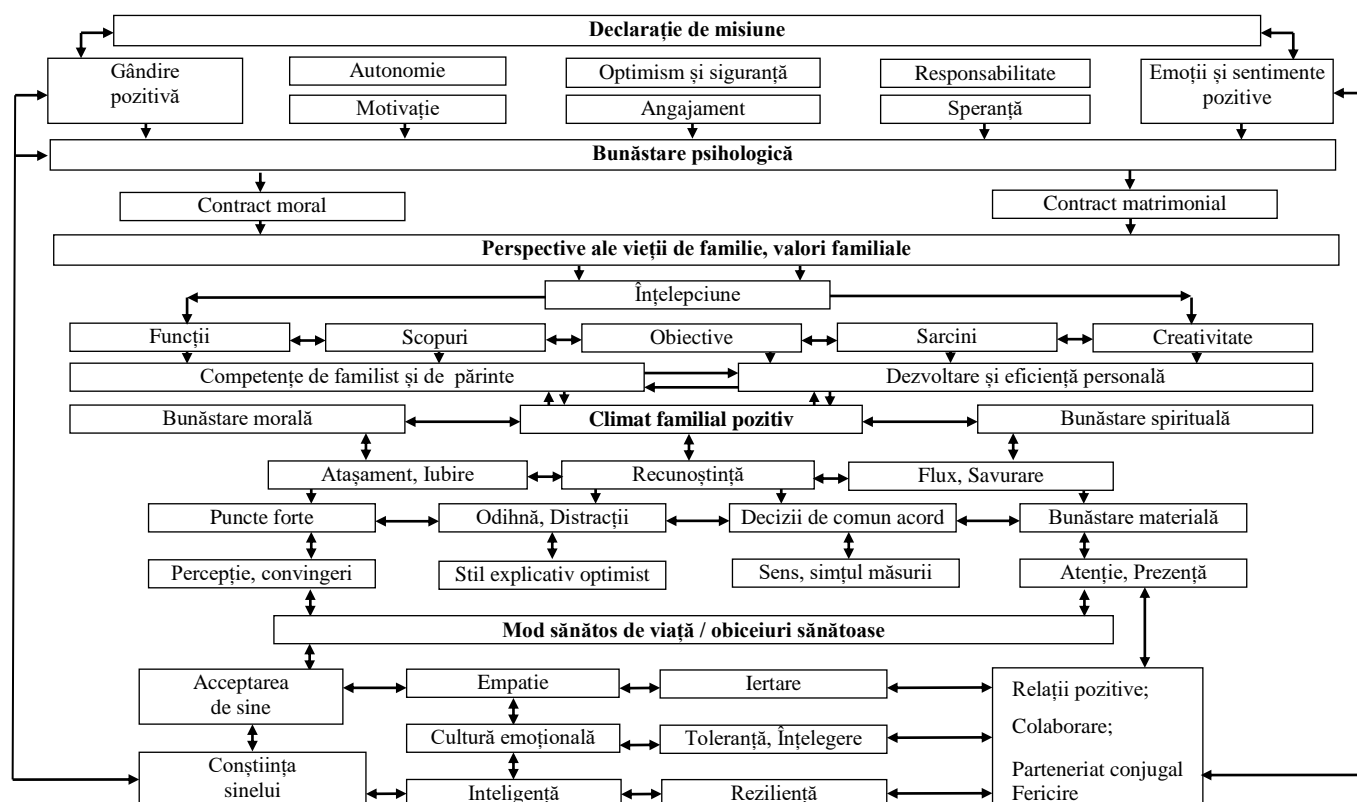 Declarație de misiune
Gândire
pozitivă
Autonomie
Optimism și siguranță
Responsabilitate
Emoții și sentimente
pozitive
Motivație
Angajament
Speranță
Bunăstare psihologică
Contract moral
Contract matrimonial
Perspective ale vieții de familie, valori familiale
Înțelepciune
Funcții
Scopuri
Obiective
Sarcini
Creativitate
Competențe de familist și de părinte
Dezvoltare și eficiență personală
Bunăstare morală
Climat familial pozitiv
Bunăstare spirituală
Atașament, Iubire
Recunoștință
Flux, Savurare
Puncte forte
Odihnă, Distracții
Decizii de comun acord
Bunăstare materială
Percepție, convingeri
Stil explicativ optimist
Sens, simțul măsurii
Atenție, Prezență
Mod sănătos de viață / obiceiuri sănătoase
Acceptarea
de sine
Empatie
Iertare
Relații pozitive;
Colaborare;
Parteneriat conjugal
Fericire
Cultură emoțională
Toleranță, Înțelegere
Conștiința
sinelui
Inteligență
Reziliență